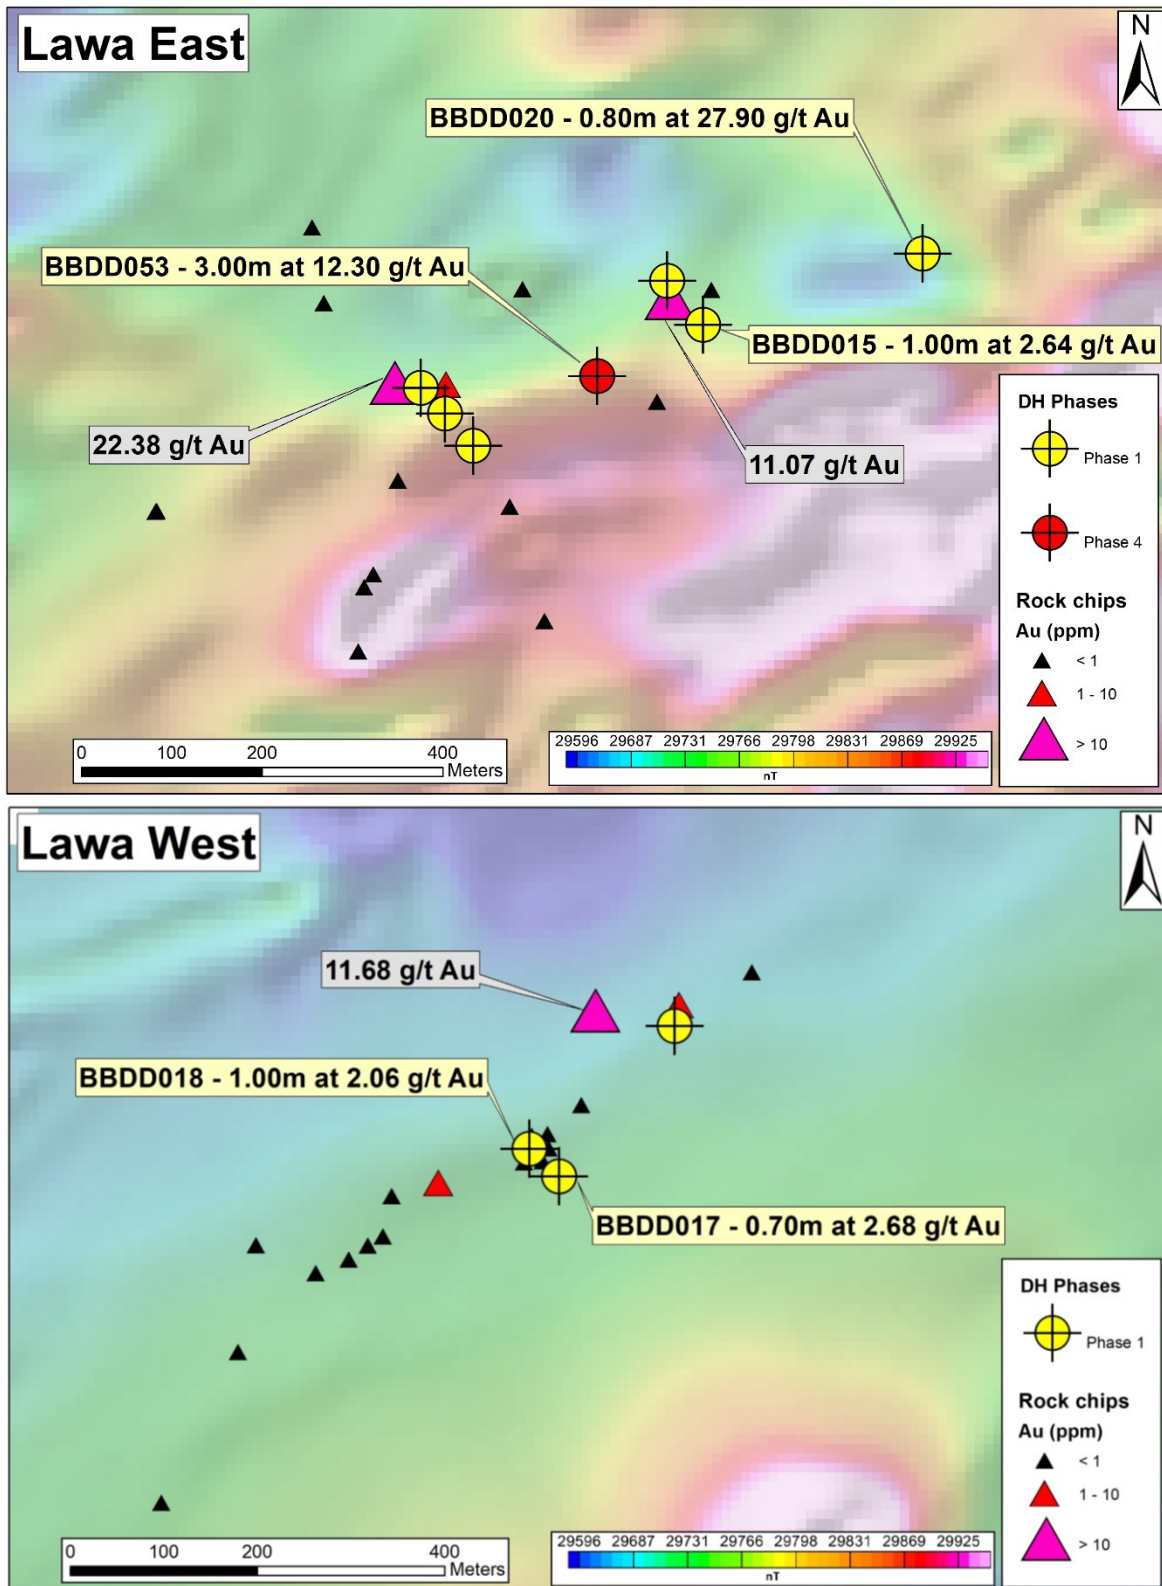 Lawa East
N
BBDD020 - 0.80m at 27.90 g/t Au
BBDD053 - 3.00m at 12.30 g/t Au
BBDD015 - 1.00m at 2.64 g/t Au
22.38 g/t Au
11.07 g/t Au
DH Phases
Phase 1
Phase 4
Rock chips
Au (ppm)
< 1
1 - 10
> 10
0 100 200 400
Meters
29596 29687 29731 29766 29798 29831 29869 29925
nT
Lawa West
N
11.68 g/t Au
BBDD018 - 1.00m at 2.06 g/t Au
BBDD017 - 0.70m at 2.68 g/t Au
DH Phases
Phase 1
Rock chips
Au (ppm)
< 1
1 - 10
> 10
0 100 200 400
Meters
29596 29687 29731 29766 29798 29831 29869 29925
nT